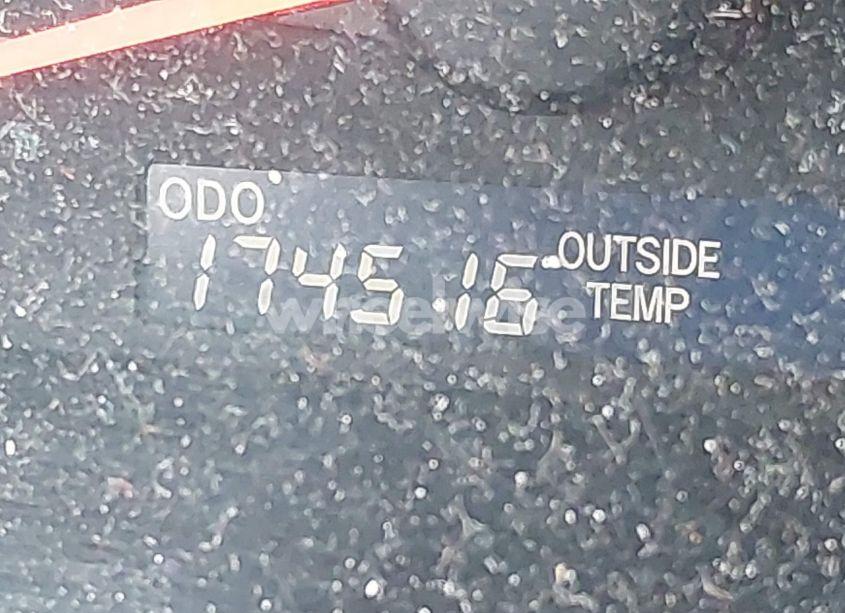 ODO
174516
OUTSIDE
TEMP